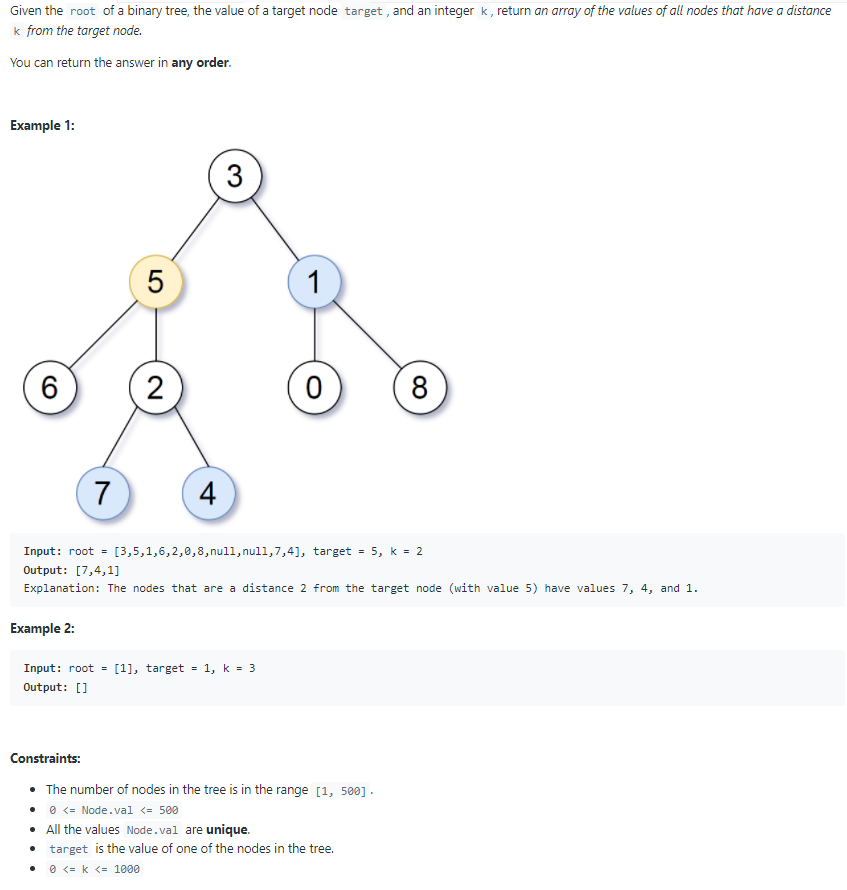 Given the root of a binary tree, the value of a target node target , and an integer k , return an array of the values of all nodes that have a distance
k from the target node.
You can return the answer in any order.
Example 1:
3
5 1
6 2 0 8
7 4
Input: root = [3,5,1,6,2,0,8,null,null,7,4], target = 5, k = 2
Output: [7,4,1]
Explanation: The nodes that are a distance 2 from the target node (with value 5) have values 7, 4, and 1.
Example 2:
Input: root = [1], target = 1, k = 3
Output: []
Constraints:
• The number of nodes in the tree is in the range [1, 500] .
• 0 <= Node.val <= 500
• All the values Node.val are unique.
• target is the value of one of the nodes in the tree.
• 0 <= k <= 1000